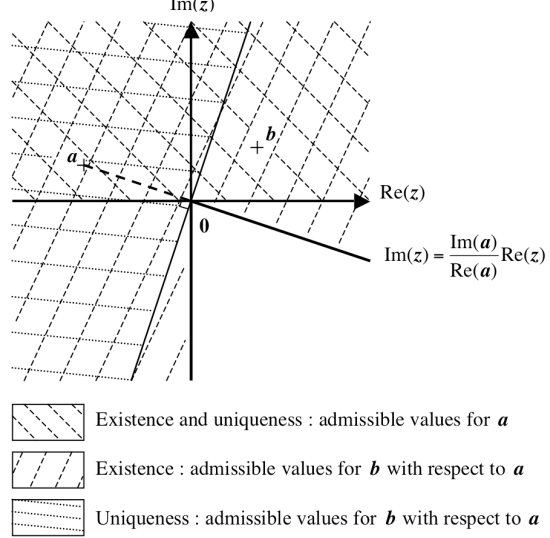 Im(z)
b
a
Re(z)
0
Im(z) = Im(a)/Re(a) Re(z)
Existence and uniqueness : admissible values for a
Existence : admissible values for b with respect to a
Uniqueness : admissible values for b with respect to a